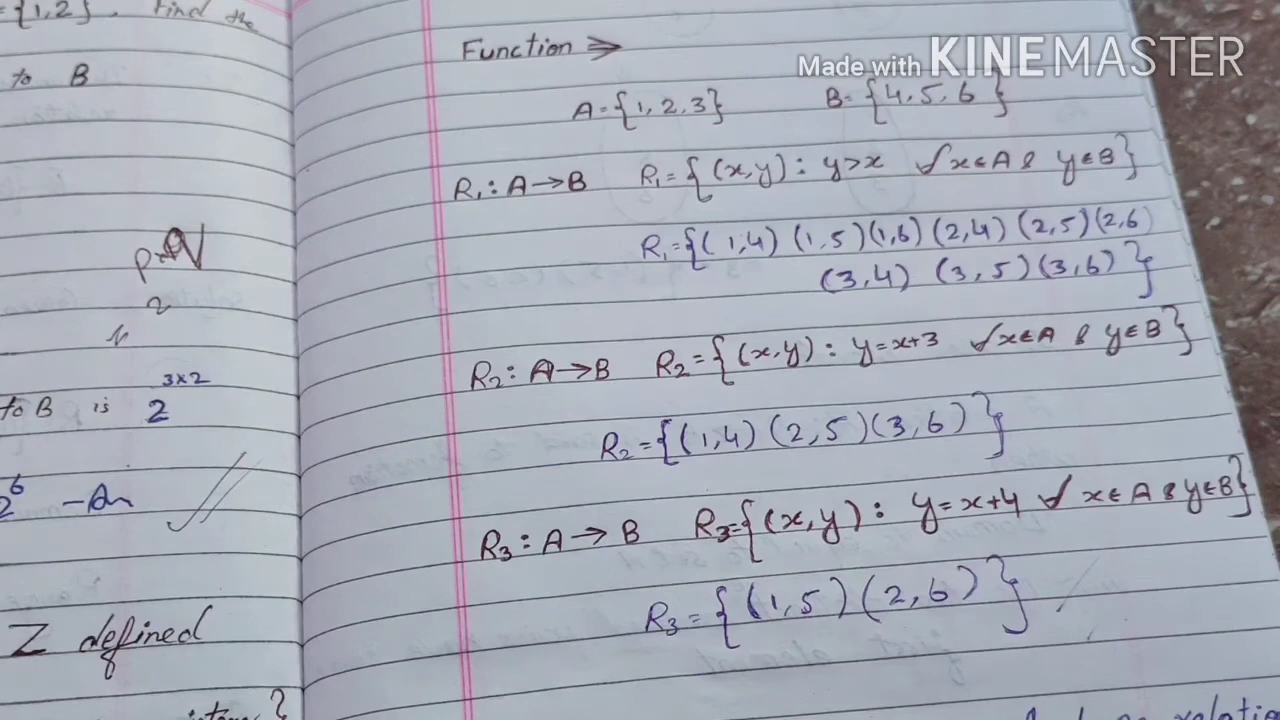 ={1,2}. Find the
to B
2
to B is 2^3×2
2^6 - Ans
Z defined
Function ⇒
A={1,2,3} B={4,5,6}
R₁:A→B R₁={(x,y): y>x ∀x∈A & y∈B}
R₁={(1,4)(1,5)(1,6)(2,4)(2,5)(2,6)
(3,4) (3,5)(3,6)}
R₂:A→B R₂={(x,y): y=x+3 ∀x∈A & y∈B}
R₂={(1,4)(2,5)(3,6)}
R₃:A→B R₃={(x,y): y=x+4 ∀ x∈A & y∈B}
R₃={(1,5)(2,6)}
Made with KINEMASTER